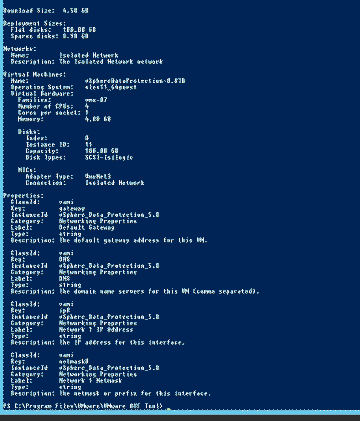 Download Size: 4.50 GB
Deployment Sizes:
Flat disks: 100.00 GB
Sparse disks: GB
Networks:
Name: Isolated Network
Description: The Isolated Network network
Virtual Machines:
Name:
Operating System: sles11_64guest
Virtual Hardware:
Families: vmx-07
Number of CPUs: 4
Cores per socket: 1
Memory: 4.00 GB
Disks:
Index: 0
Instance ID: 11
Capacity: 100.00 GB
Disk Types: SCSI-lsilogic
NICs:
Adapter Type: VmxNet3
Connection: Isolated Network
Properties:
ClassId: vami
Key: gateway
InstanceId vSphere_Data_Protection_5.8
Category: Networking Properties
Label: Default Gateway
Type: string
Description: The default gateway address for this VM.
ClassId: vami
Key: DNS
InstanceId vSphere_Data_Protection_5.8
Category: Networking Properties
Label: DNS
Type: string
Description: The domain name servers for this VM (comma separated).
ClassId: vami
Key: ip0
InstanceId vSphere_Data_Protection_5.8
Category: Networking Properties
Label: Network 1 IP Address
Type: string
Description: The IP address for this interface.
ClassId: vami
Key: netmask0
InstanceId vSphere_Data_Protection_5.8
Category: Networking Properties
Label: Network 1 Netmask
Type: string
Description: The netmask or prefix for this interface.
PS C:\Program Files\VMware\VMware OVF Tool>